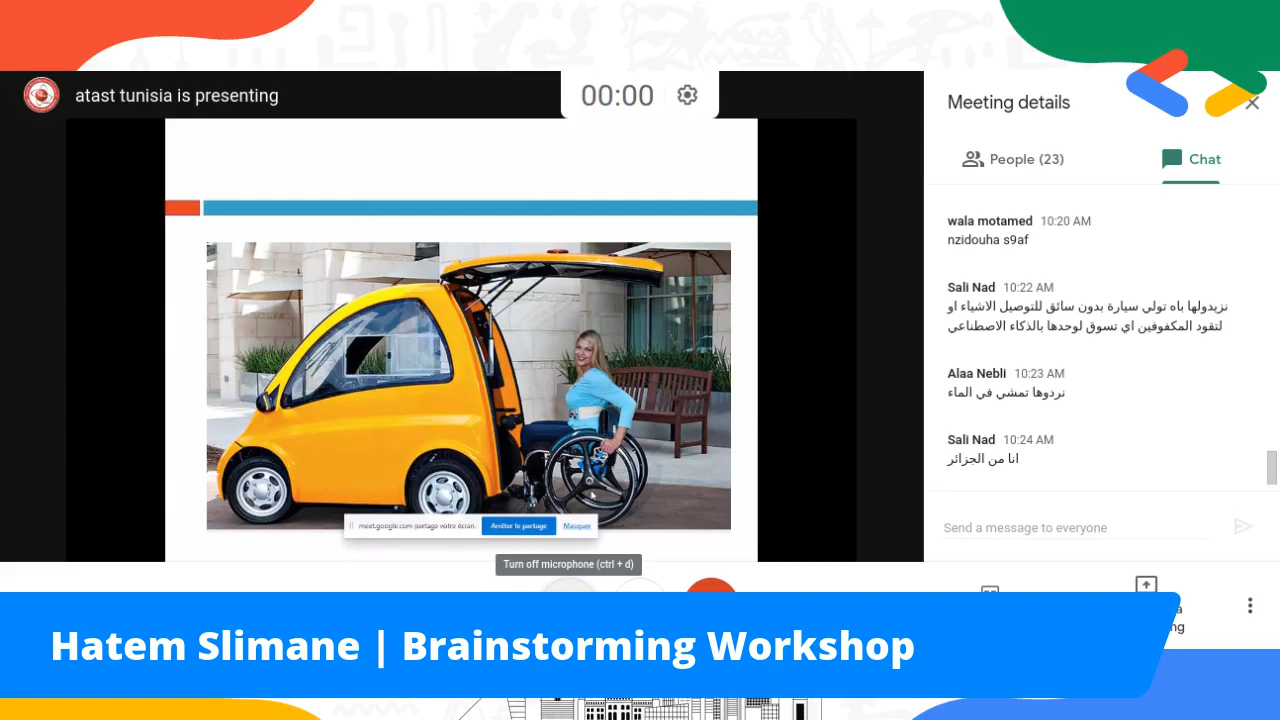 atast tunisia is presenting
00:00
Meeting details
People (23)
Chat
wala motamed 10:20 AM
nzidouha s9af
Sali Nad 10:22 AM
نزيدولها باه تولي سيارة بدون سائق للتوصيل الاشياء او
لتقود المكفوفين اي تسوق لوحدها بالذكاء الاصطناعي
Alaa Nebli 10:23 AM
نردوها تمشي في الماء
Sali Nad 10:24 AM
انا من الجزائر
Send a message to everyone
meet.google.com partage votre écran.
Arrêter le partage
Masquer
Turn off microphone (ctrl + d)
Hatem Slimane | Brainstorming Workshop